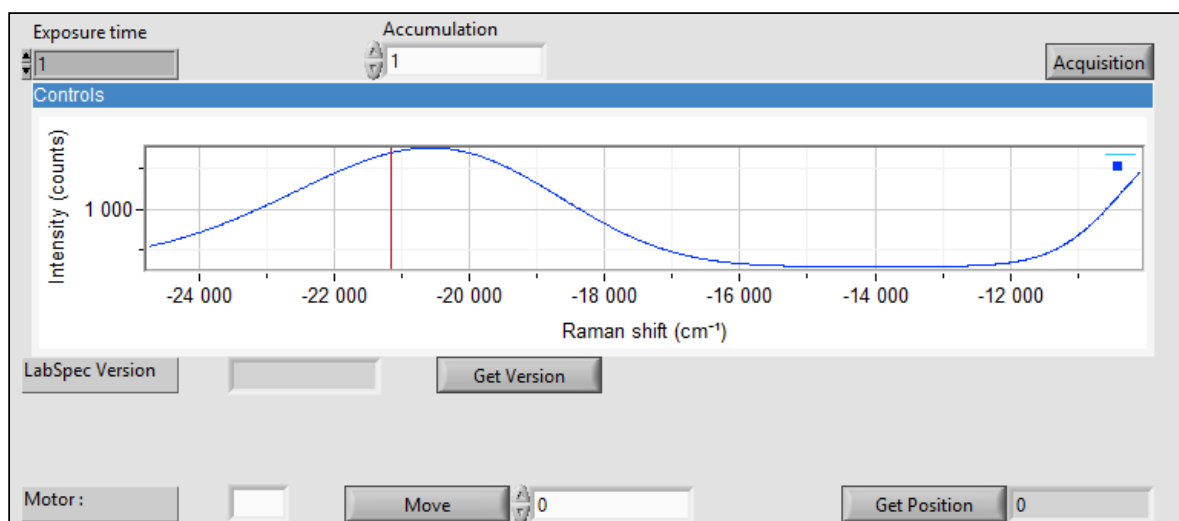 Exposure time
Accumulation
1
1
Acquisition
Controls
Intensity (counts)
1 000
-24 000
-22 000
-20 000
-18 000
-16 000
-14 000
-12 000
Raman shift (cm⁻¹)
LabSpec Version
Get Version
Motor :
Move
0
Get Position
0